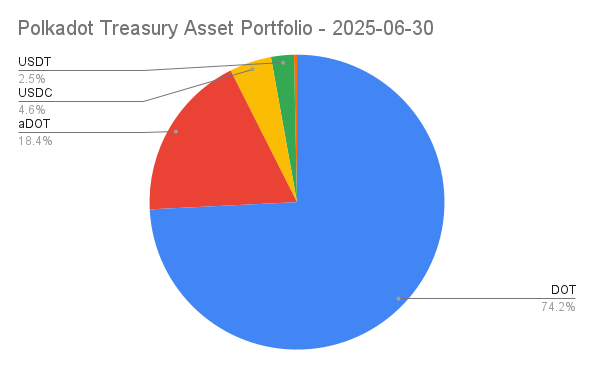 Polkadot Treasury Asset Portfolio - 2025-06-30
USDT
2.5%
USDC
4.6%
aDOT
18.4%
DOT
74.2%